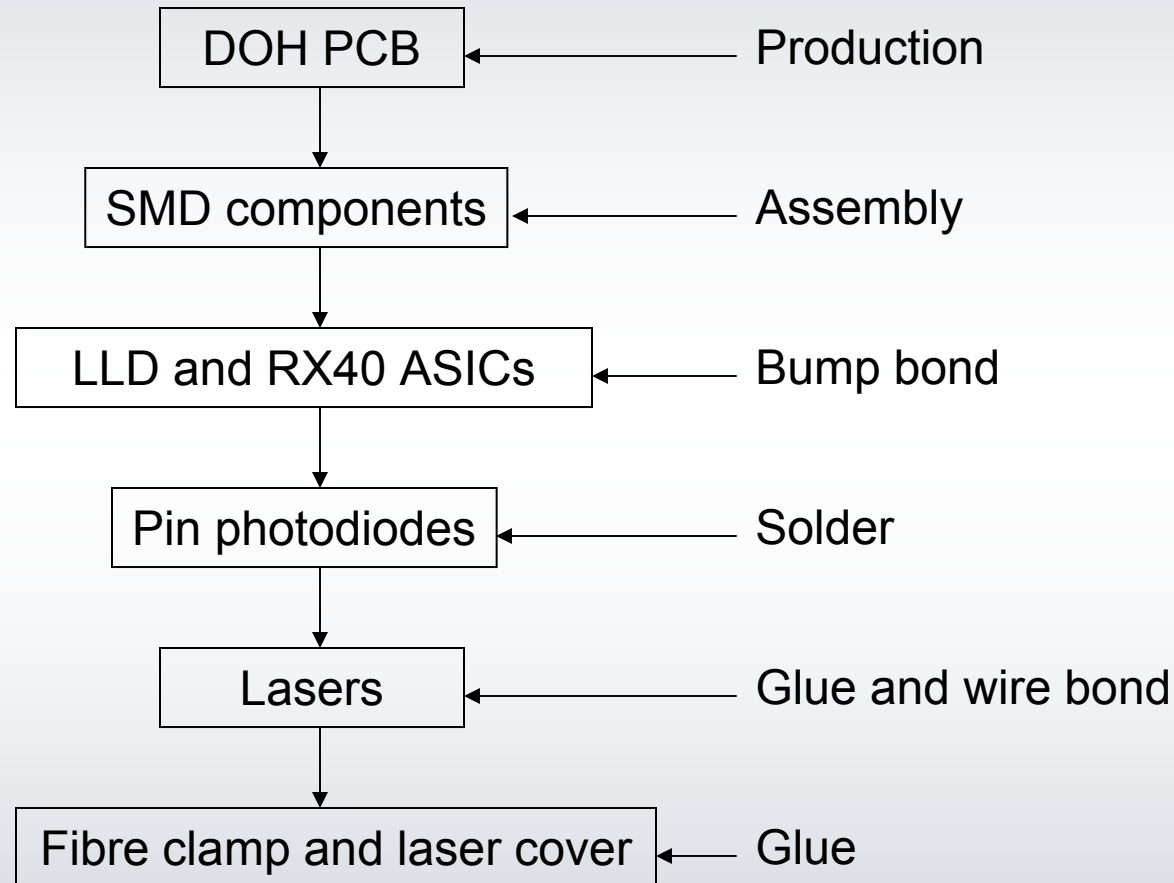 DOH PCB
Production
SMD components
Assembly
LLD and RX40 ASICs
Bump bond
Pin photodiodes
Solder
Lasers
Glue and wire bond
Fibre clamp and laser cover
Glue